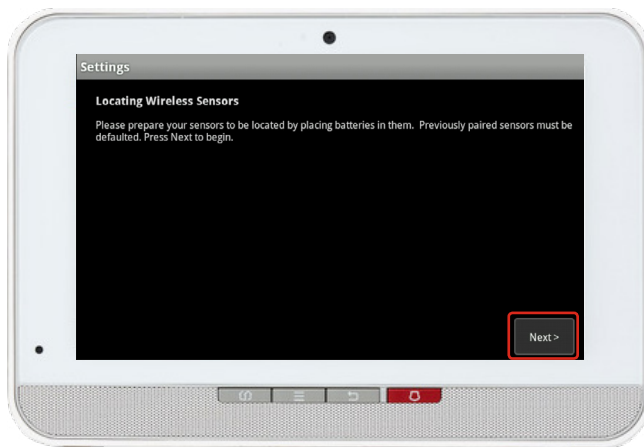 Settings
Locating Wireless Sensors
Please prepare your sensors to be located by placing batteries in them. Previously paired sensors must be
defaulted. Press Next to begin.
Next >